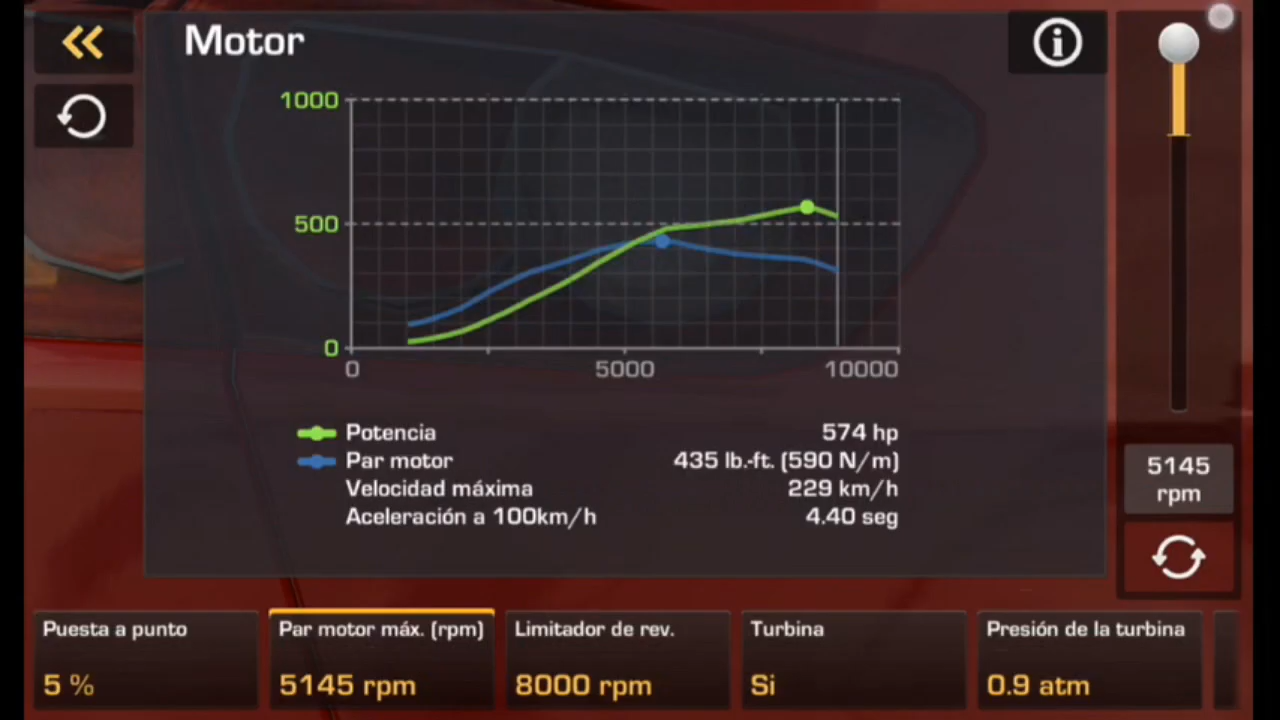 Motor
1000
500
0
0 5000 10000
Potencia 574 hp
Par motor 435 lb.-ft. (590 N/m)
Velocidad máxima 229 km/h
Aceleración a 100km/h 4.40 seg
5145
rpm
Puesta a punto
5 %
Par motor máx. (rpm)
5145 rpm
Limitador de rev.
8000 rpm
Turbina
Si
Presión de la turbina
0.9 atm